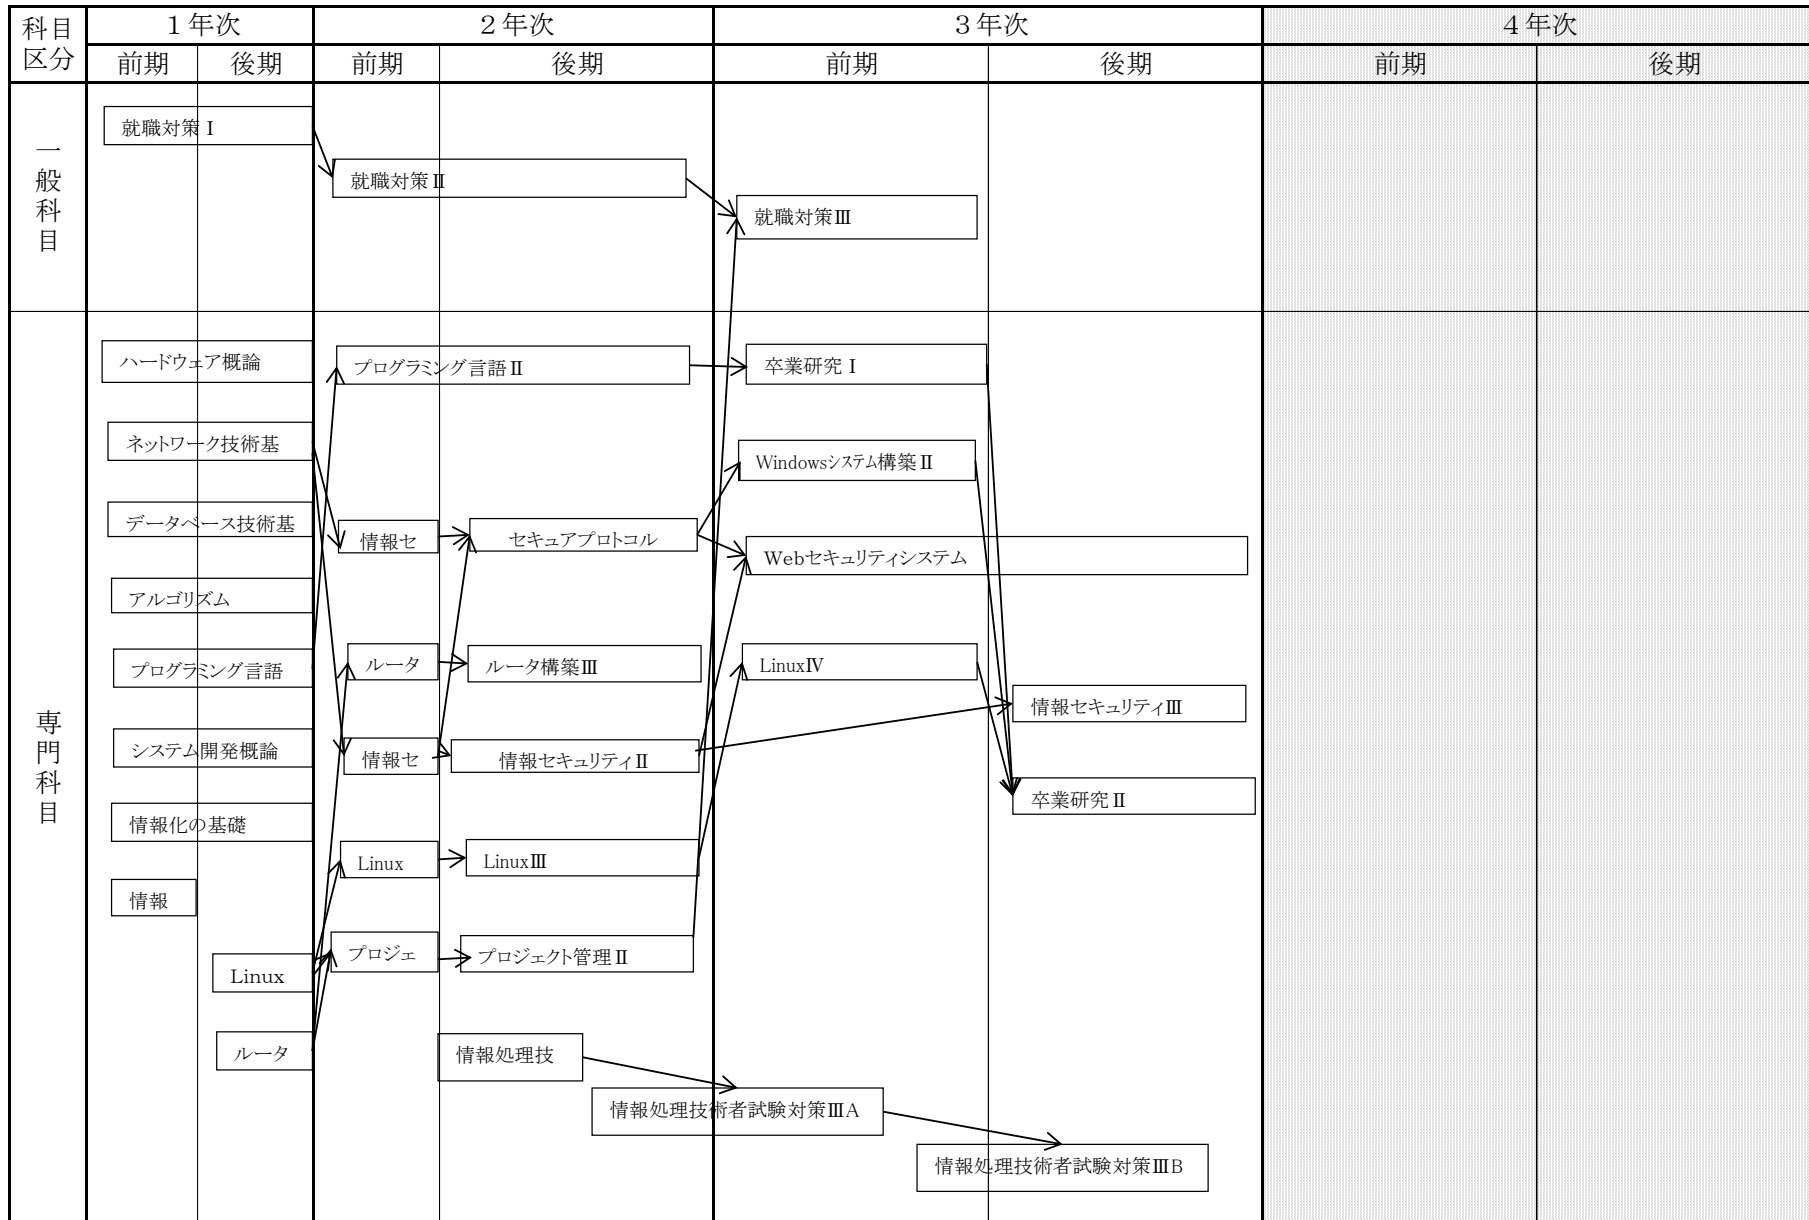 科目
区分
１年次
２年次
３年次
４年次
前期
後期
前期
後期
前期
後期
前期
後期
一般科目
就職対策Ⅰ
就職対策Ⅱ
就職対策Ⅲ
専門科目
ハードウェア概論
プログラミング言語Ⅱ
卒業研究Ⅰ
ネットワーク技術基
Windowsシステム構築Ⅱ
データベース技術基
情報セ
セキュアプロトコル
Webセキュリティシステム
アルゴリズム
プログラミング言語
ルータ
ルータ構築Ⅲ
LinuxⅣ
情報セキュリティⅢ
システム開発概論
情報セ
情報セキュリティⅡ
卒業研究Ⅱ
情報化の基礎
Linux
LinuxⅢ
情報
Linux
プロジェ
プロジェクト管理Ⅱ
ルータ
情報処理技
情報処理技術者試験対策ⅢA
情報処理技術者試験対策ⅢB